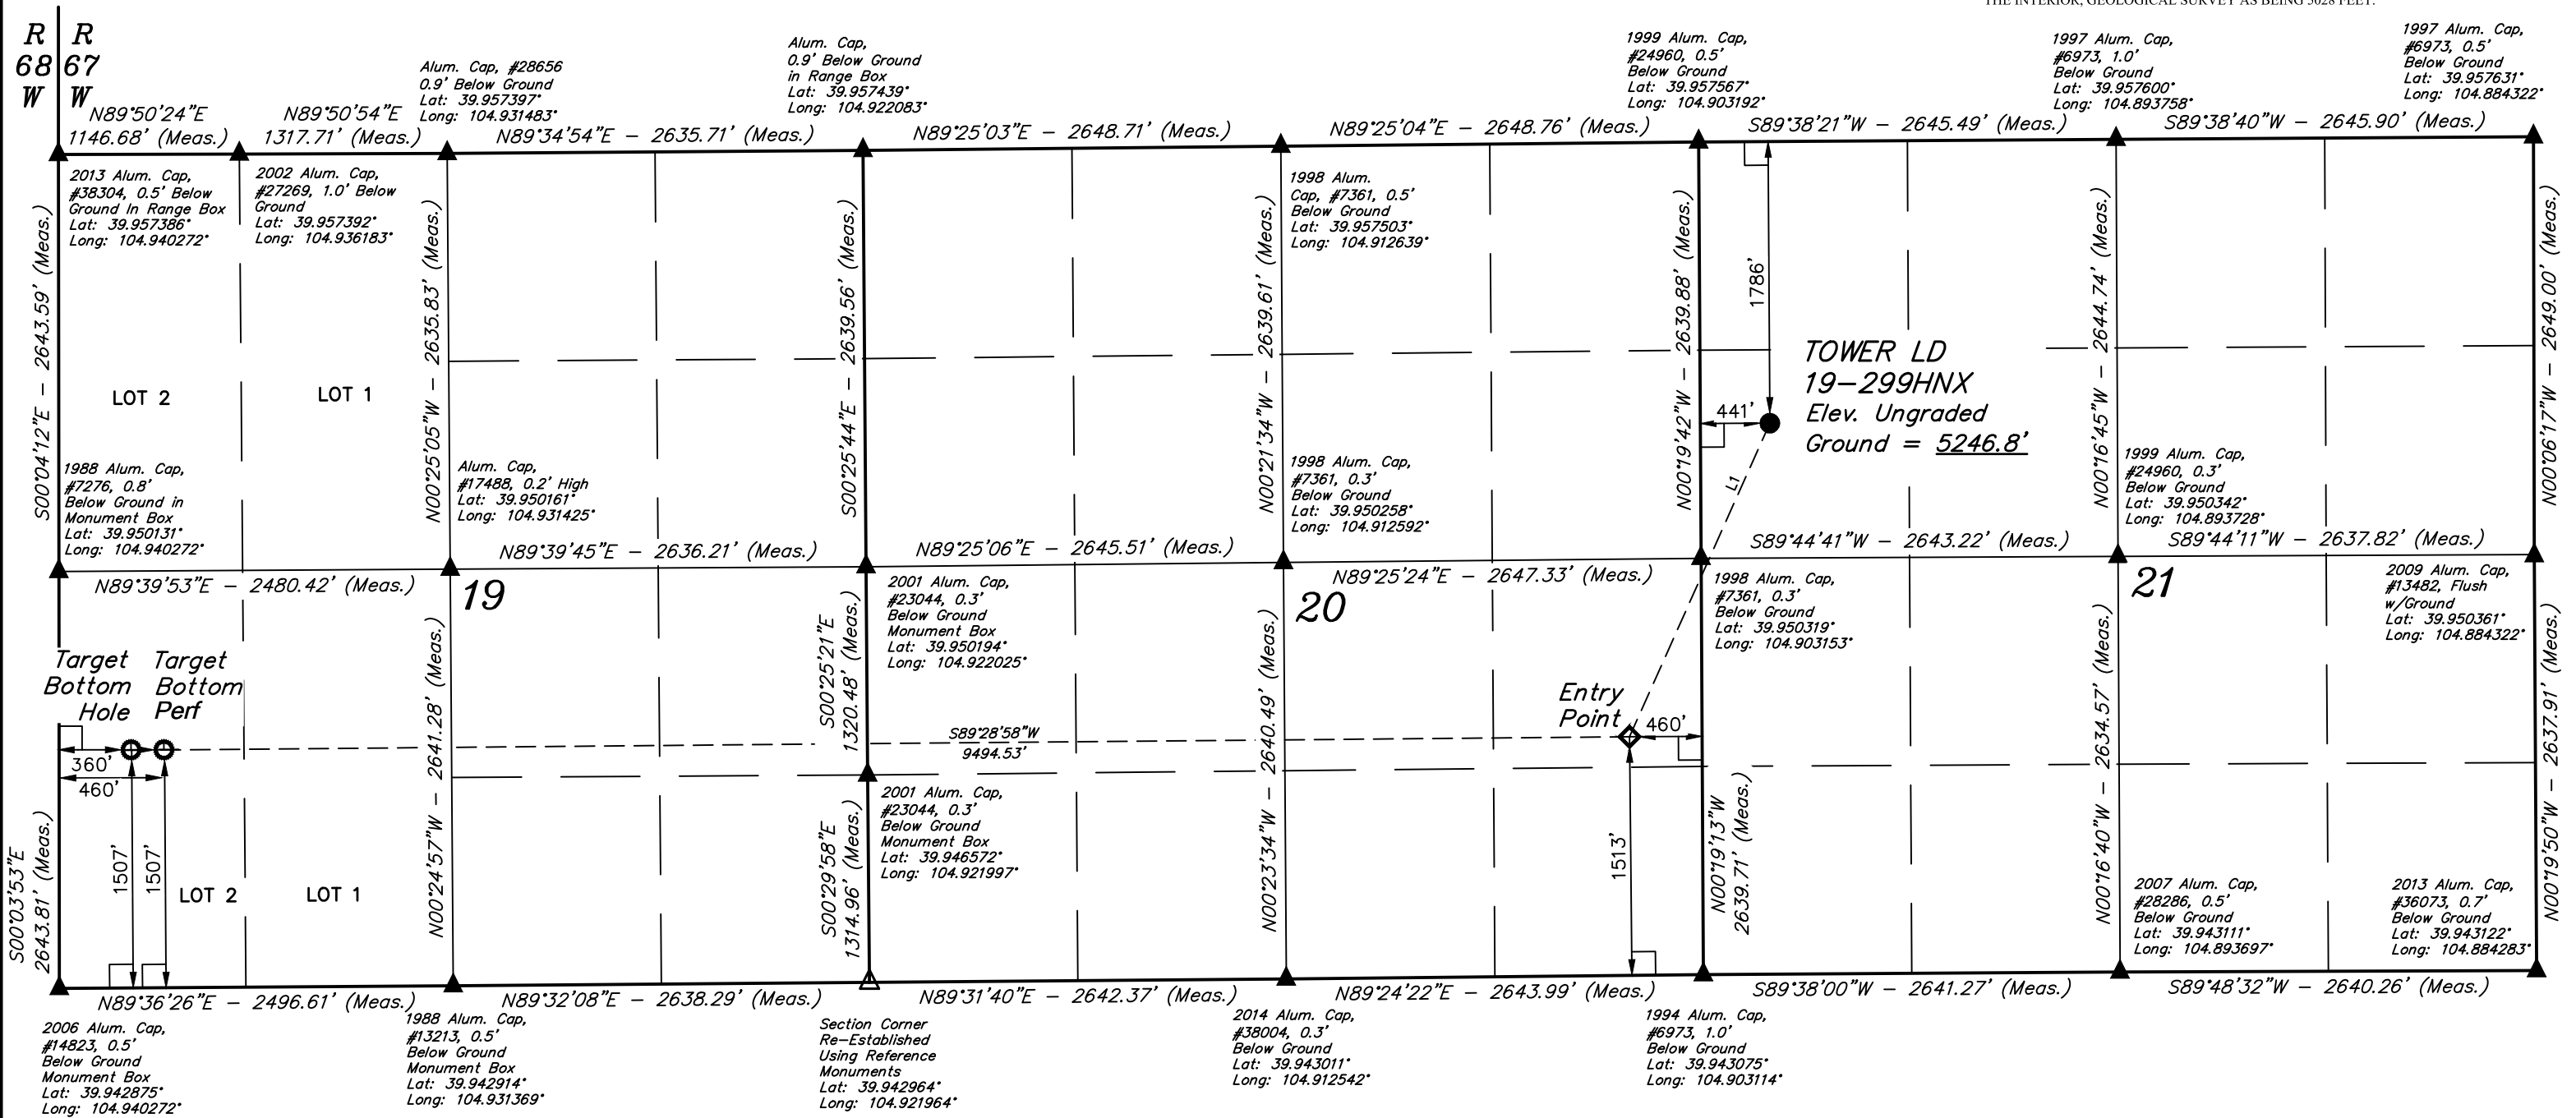 THE INTERIOR, GEOLOGICAL SURVEY AS BEING 5028 FEET.
R R
68 67
W W
N89°50'24"E
1146.68' (Meas.)
N89°50'54"E
1317.71' (Meas.)
Alum. Cap, #28656
0.9' Below Ground
Lat: 39.957397°
Long: 104.931483°
N89°34'54"E – 2635.71' (Meas.)
Alum. Cap,
0.9' Below Ground
in Range Box
Lat: 39.957439°
Long: 104.922083°
N89°25'03"E – 2648.71' (Meas.)
N89°25'04"E – 2648.76' (Meas.)
1999 Alum. Cap,
#24960, 0.5'
Below Ground
Lat: 39.957567°
Long: 104.903192°
S89°38'21"W – 2645.49' (Meas.)
1997 Alum. Cap,
#6973, 1.0'
Below Ground
Lat: 39.957600°
Long: 104.893758°
S89°38'40"W – 2645.90' (Meas.)
1997 Alum. Cap,
#6973, 0.5'
Below Ground
Lat: 39.957631°
Long: 104.884322°
2013 Alum. Cap,
#38304, 0.5' Below
Ground In Range Box
Lat: 39.957386°
Long: 104.940272°
2002 Alum. Cap,
#27269, 1.0' Below
Ground
Lat: 39.957392°
Long: 104.936183°
1998 Alum.
Cap, #7361, 0.5'
Below Ground
Lat: 39.957503°
Long: 104.912639°
S00°04'12"E – 2643.59' (Meas.)
N00°25'05"W – 2635.83' (Meas.)
S00°25'44"E – 2639.56' (Meas.)
N00°21'34"W – 2639.61' (Meas.)
N00°19'42"W – 2639.88' (Meas.)
1786'
N00°16'45"W – 2644.74' (Meas.)
N00°06'17"W – 2649.00' (Meas.)
LOT 2
LOT 1
441'
TOWER LD
19–299HNX
Elev. Ungraded
Ground = 5246.8'
L1
1988 Alum. Cap,
#7276, 0.8'
Below Ground in
Monument Box
Lat: 39.950131°
Long: 104.940272°
Alum. Cap,
#17488, 0.2' High
Lat: 39.950161°
Long: 104.931425°
1998 Alum. Cap,
#7361, 0.3'
Below Ground
Lat: 39.950258°
Long: 104.912592°
1999 Alum. Cap,
#24960, 0.3'
Below Ground
Lat: 39.950342°
Long: 104.893728°
N89°39'53"E – 2480.42' (Meas.)
N89°39'45"E – 2636.21' (Meas.)
N89°25'06"E – 2645.51' (Meas.)
N89°25'24"E – 2647.33' (Meas.)
S89°44'41"W – 2643.22' (Meas.)
S89°44'11"W – 2637.82' (Meas.)
19
20
21
2001 Alum. Cap,
#23044, 0.3'
Below Ground
Monument Box
Lat: 39.950194°
Long: 104.922025°
1998 Alum. Cap,
#7361, 0.3'
Below Ground
Lat: 39.950319°
Long: 104.903153°
2009 Alum. Cap,
#13482, Flush
w/Ground
Lat: 39.950361°
Long: 104.884322°
Target
Bottom
Hole
Target
Bottom
Perf
360'
460'
1507'
1507'
S00°03'53"E
2643.81' (Meas.)
N00°24'57"W – 2641.28' (Meas.)
S00°25'21"E
1320.48' (Meas.)
S89°28'58"W
9494.53'
Entry
Point
460'
1513'
S00°29'58"E
1314.96' (Meas.)
2001 Alum. Cap,
#23044, 0.3'
Below Ground
Monument Box
Lat: 39.946572°
Long: 104.921997°
N00°23'34"W – 2640.49' (Meas.)
N00°19'13"W
2639.71' (Meas.)
N00°16'40"W – 2634.57' (Meas.)
N00°19'50"W – 2637.91' (Meas.)
LOT 2
LOT 1
2007 Alum. Cap,
#28286, 0.5'
Below Ground
Lat: 39.943111°
Long: 104.893697°
2013 Alum. Cap,
#36073, 0.7'
Below Ground
Lat: 39.943122°
Long: 104.884283°
N89°36'26"E – 2496.61' (Meas.)
N89°32'08"E – 2638.29' (Meas.)
N89°31'40"E – 2642.37' (Meas.)
N89°24'22"E – 2643.99' (Meas.)
S89°38'00"W – 2641.27' (Meas.)
S89°48'32"W – 2640.26' (Meas.)
2006 Alum. Cap,
#14823, 0.5'
Below Ground
Monument Box
Lat: 39.942875°
Long: 104.940272°
1988 Alum. Cap,
#13213, 0.5'
Below Ground
Monument Box
Lat: 39.942914°
Long: 104.931369°
Section Corner
Re–Established
Using Reference
Monuments
Lat: 39.942964°
Long: 104.921964°
2014 Alum. Cap,
#38004, 0.3'
Below Ground
Lat: 39.943011°
Long: 104.912542°
1994 Alum. Cap,
#6973, 1.0'
Below Ground
Lat: 39.943075°
Long: 104.903114°